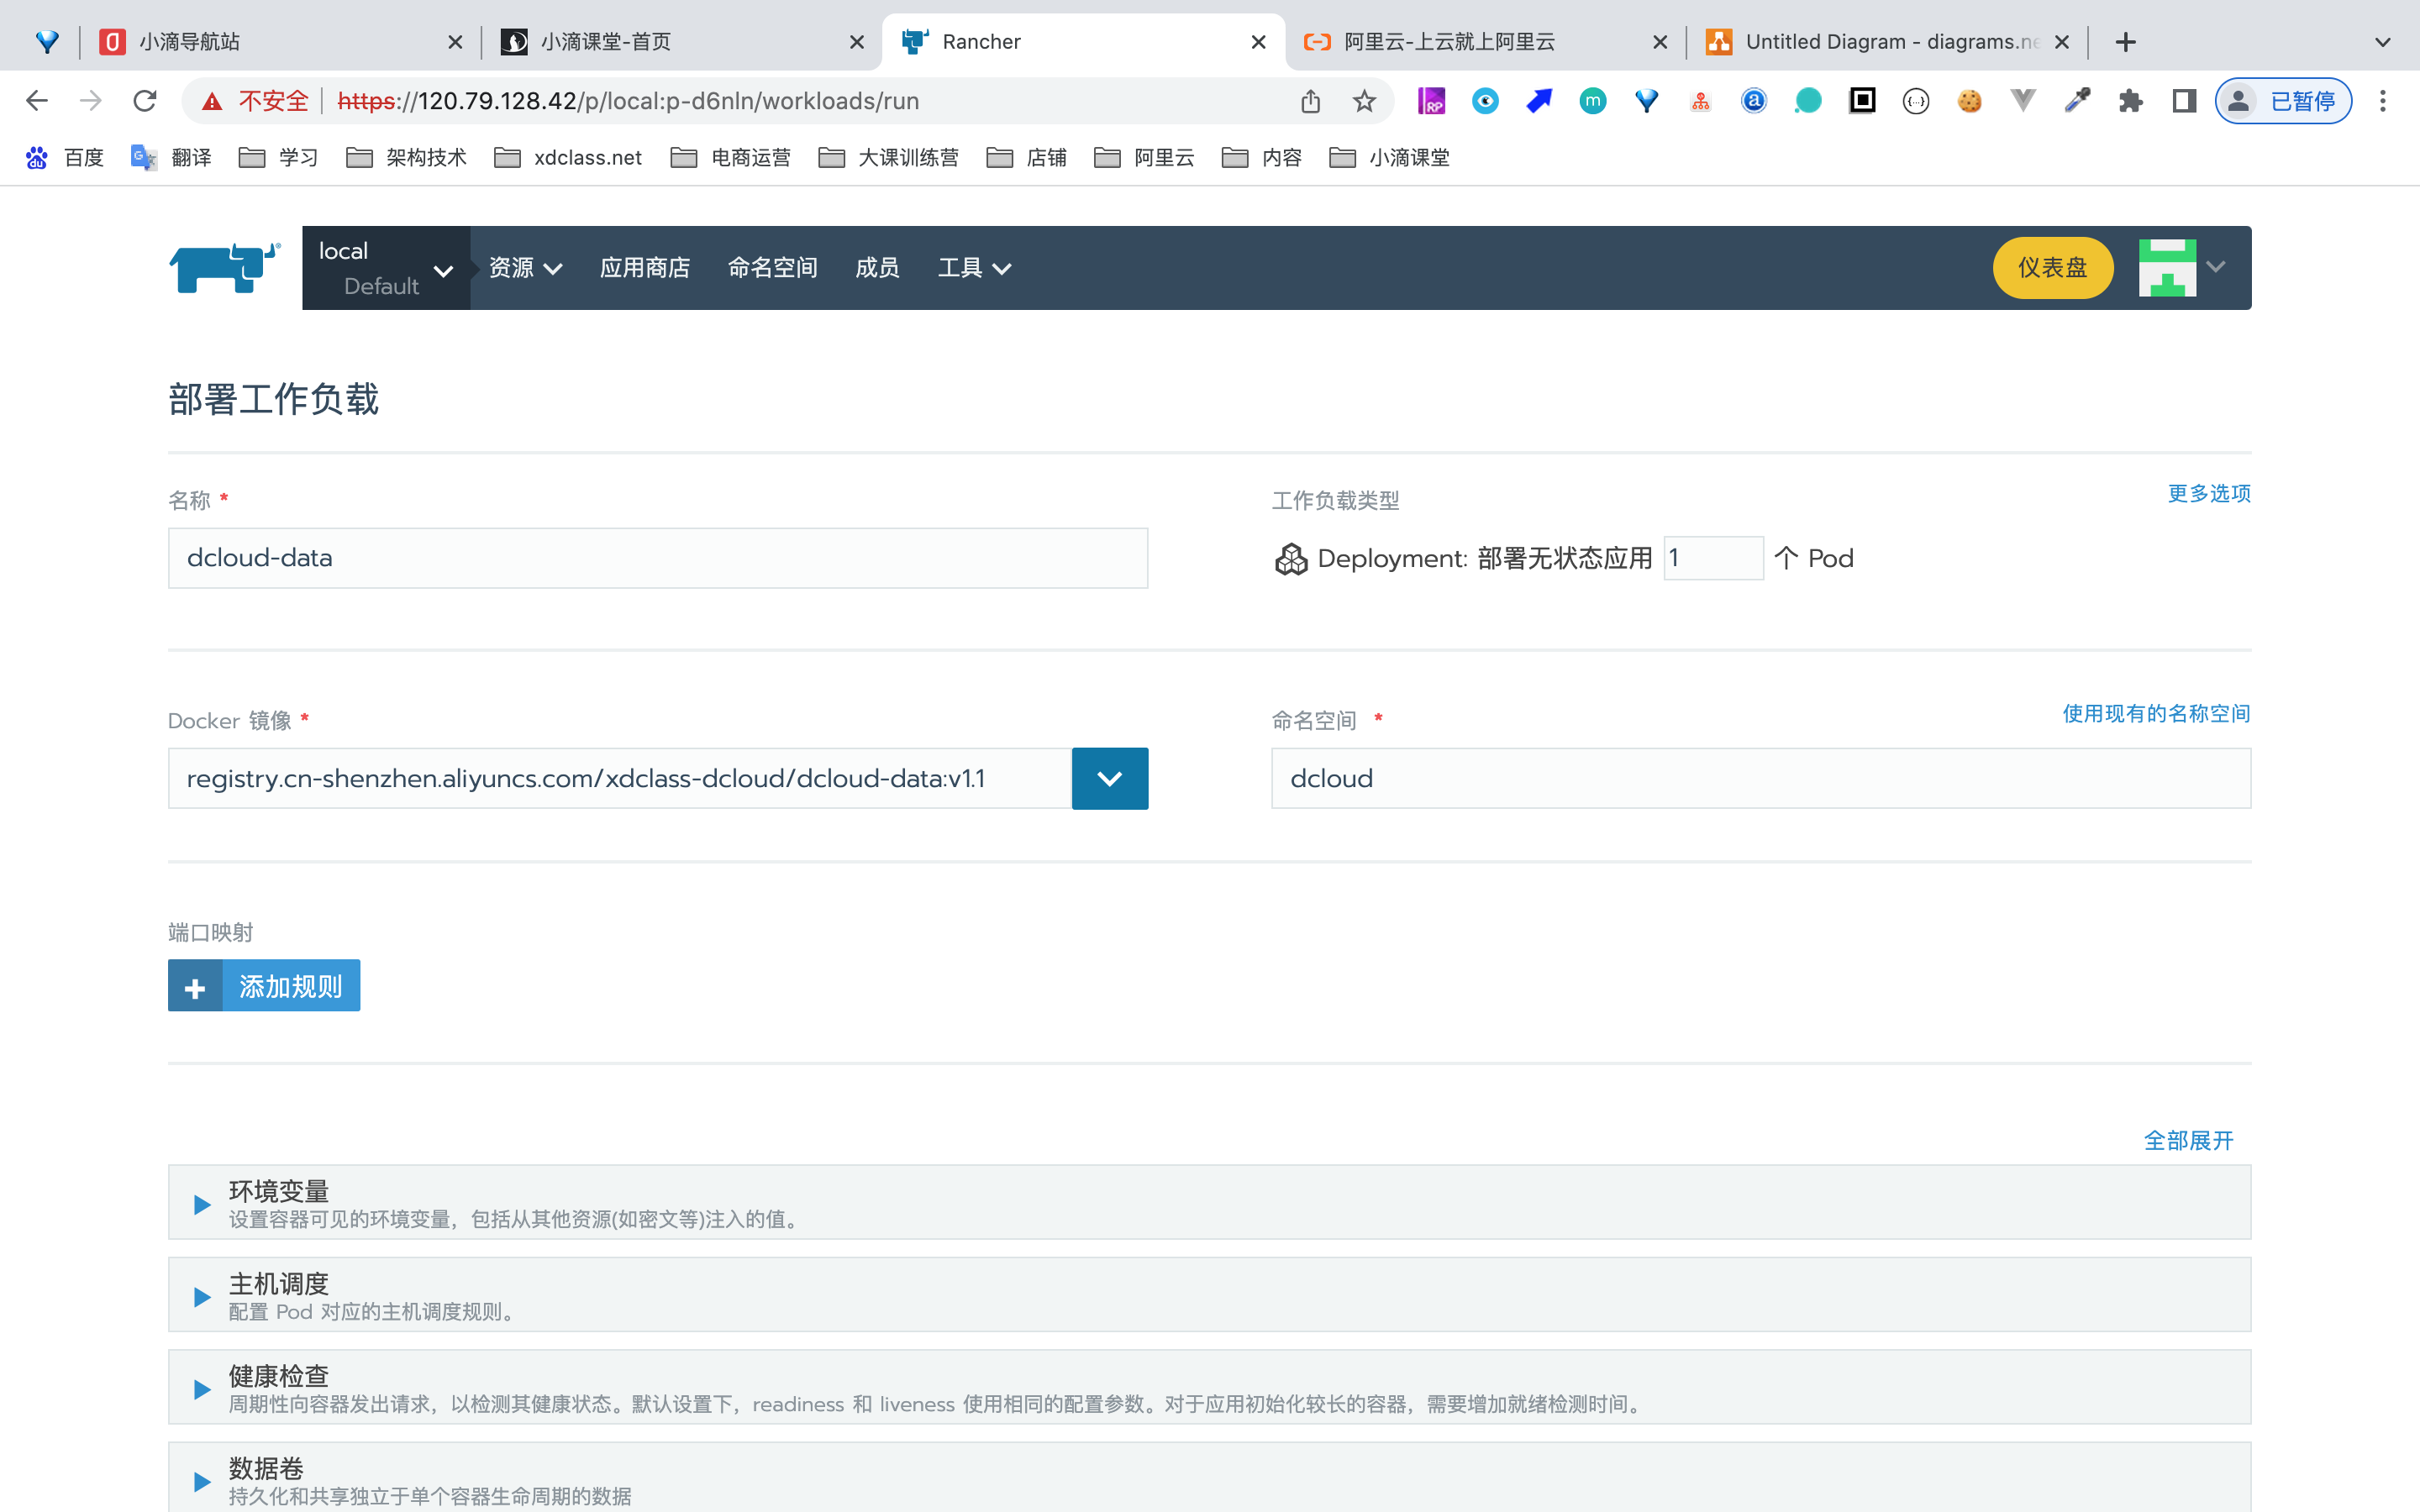 小滴导航站
小滴课堂-首页
Rancher
阿里云-上云就上阿里云
Untitled Diagram - diagrams.ne
不安全
https://120.79.128.42/p/local:p-d6nln/workloads/run
已暂停
百度
翻译
学习
架构技术
xdclass.net
电商运营
大课训练营
店铺
阿里云
内容
小滴课堂
local
Default
资源
应用商店
命名空间
成员
工具
仪表盘
部署工作负载
名称 *
工作负载类型
更多选项
dcloud-data
Deployment: 部署无状态应用 1 个 Pod
Docker 镜像 *
命名空间 *
使用现有的名称空间
registry.cn-shenzhen.aliyuncs.com/xdclass-dcloud/dcloud-data:v1.1
dcloud
端口映射
+ 添加规则
全部展开
环境变量
设置容器可见的环境变量，包括从其他资源(如密文等)注入的值。
主机调度
配置 Pod 对应的主机调度规则。
健康检查
周期性向容器发出请求，以检测其健康状态。默认设置下，readiness 和 liveness 使用相同的配置参数。对于应用初始化较长的容器，需要增加就绪检测时间。
数据卷
持久化和共享独立于单个容器生命周期的数据